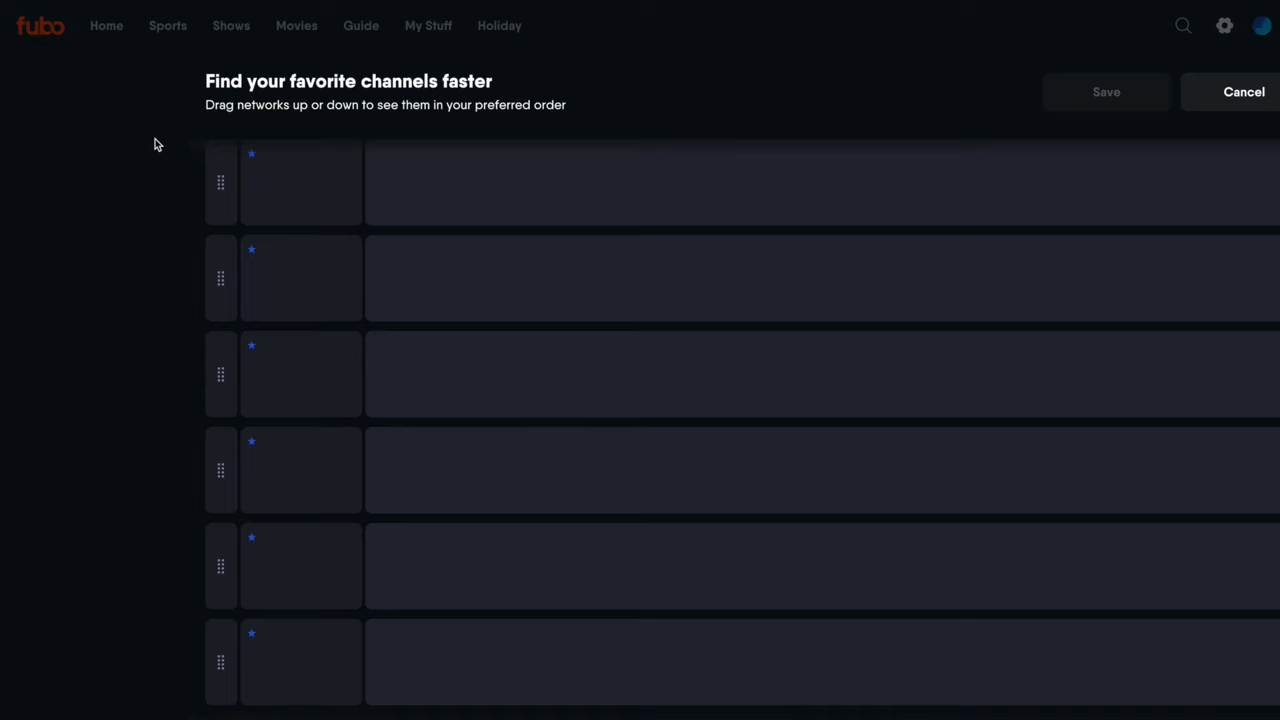 fubo Home Sports Shows Movies Guide My Stuff Holiday
Find your favorite channels faster
Drag networks up or down to see them in your preferred order
Save Cancel